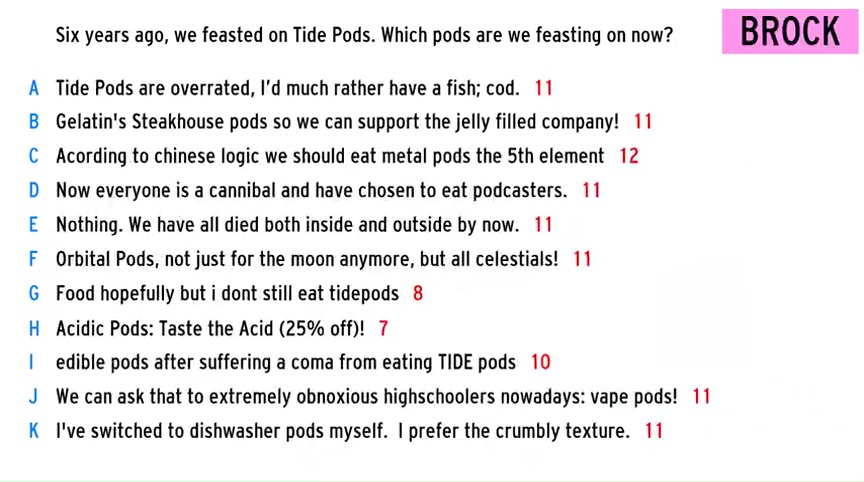 Six years ago, we feasted on Tide Pods. Which pods are we feasting on now?
BROCK
A Tide Pods are overrated, I'd much rather have a fish; cod. 11
B Gelatin's Steakhouse pods so we can support the jelly filled company! 11
C Acording to chinese logic we should eat metal pods the 5th element 12
D Now everyone is a cannibal and have chosen to eat podcasters. 11
E Nothing. We have all died both inside and outside by now. 11
F Orbital Pods, not just for the moon anymore, but all celestials! 11
G Food hopefully but i dont still eat tidepods 8
H Acidic Pods: Taste the Acid (25% off)! 7
I edible pods after suffering a coma from eating TIDE pods 10
J We can ask that to extremely obnoxious highschoolers nowadays: vape pods! 11
K I've switched to dishwasher pods myself. I prefer the crumbly texture. 11